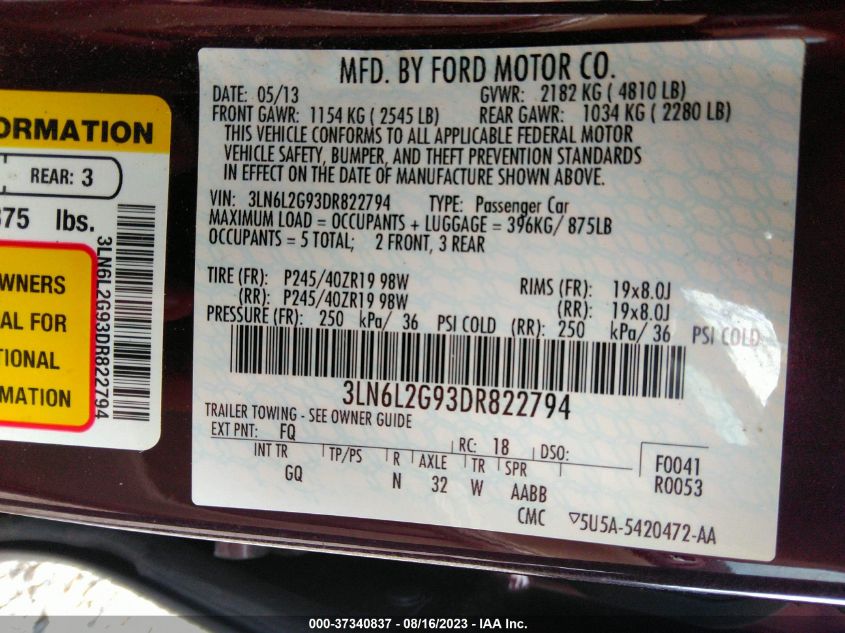 MFD. BY FORD MOTOR CO.
DATE: 05/13 GVWR: 2182 KG ( 4810 LB)
FRONT GAWR: 1154 KG ( 2545 LB) REAR GAWR: 1034 KG ( 2280 LB)
THIS VEHICLE CONFORMS TO ALL APPLICABLE FEDERAL MOTOR
VEHICLE SAFETY, BUMPER, AND THEFT PREVENTION STANDARDS
IN EFFECT ON THE DATE OF MANUFACTURE SHOWN ABOVE.
VIN: 3LN6L2G93DR822794 TYPE: Passenger Car
MAXIMUM LOAD = OCCUPANTS + LUGGAGE = 396KG/ 875LB
OCCUPANTS = 5 TOTAL; 2 FRONT, 3 REAR
TIRE (FR): P245/40ZR19 98W RIMS (FR): 19x8.0J
(RR): P245/40ZR19 98W (RR): 19x8.0J
PRESSURE (FR): 250 kPa/ 36 PSI COLD (RR): 250 kPa/ 36 PSI COLD
3LN6L2G93DR822794
TRAILER TOWING - SEE OWNER GUIDE
EXT PNT: FQ RC: 18 DSO:
INT TR TP/PS R AXLE TR SPR F0041
GQ N 32 W AABB R0053
CMC ▽5U5A-5420472-AA
ORMATION
REAR: 3
375 lbs.
3LN6L2G93DR822794
WNERS
AL FOR
TIONAL
RMATION
000-37340837 - 08/16/2023 - IAA Inc.